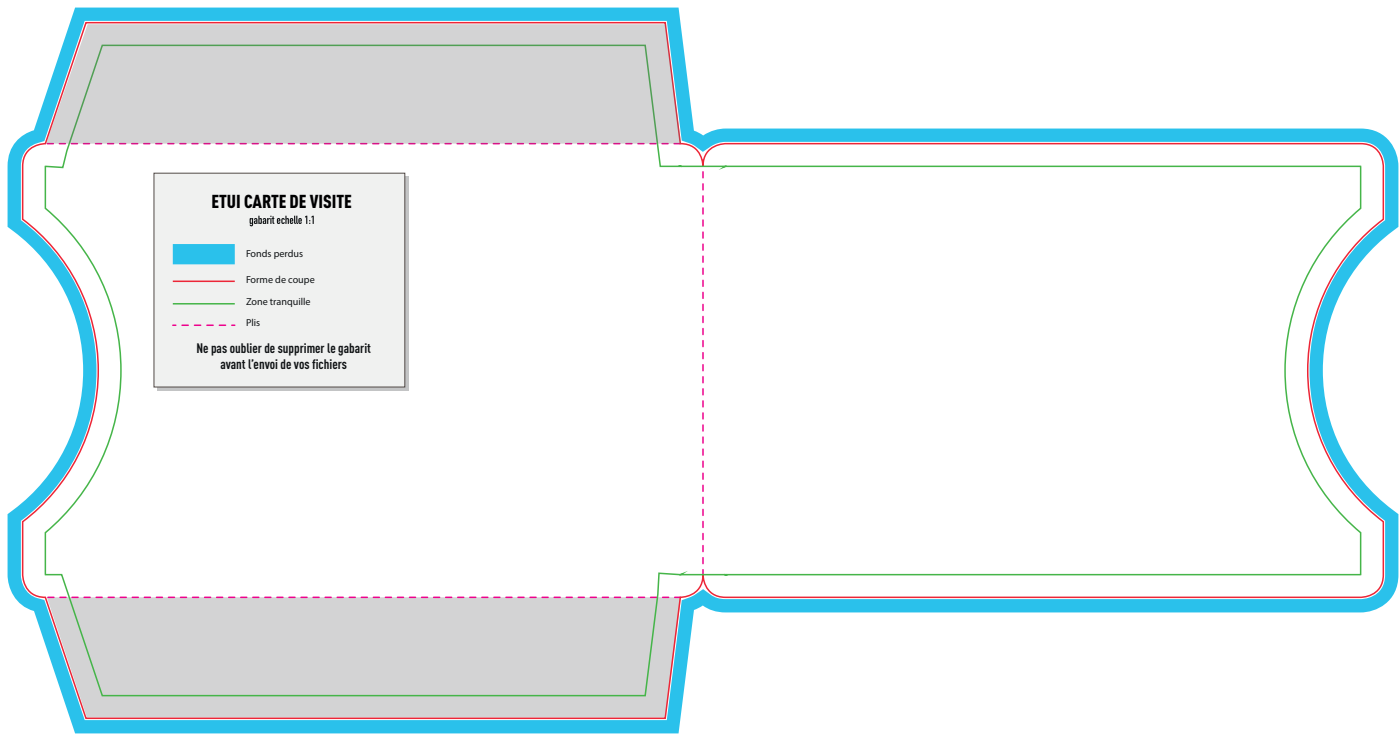 ETUI CARTE DE VISITE
gabarit echelle 1:1
Fonds perdus
Forme de coupe
Zone tranquille
Plis
Ne pas oublier de supprimer le gabarit
avant l'envoi de vos fichiers